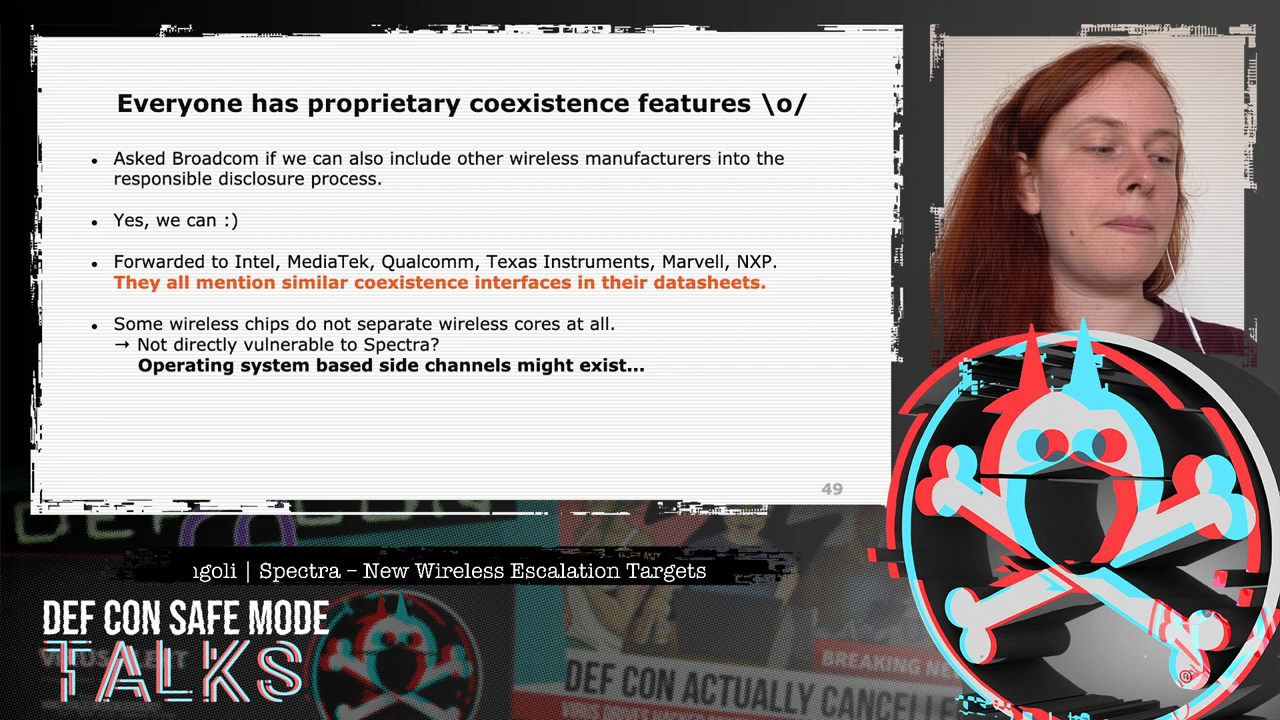 Everyone has proprietary coexistence features \o/
• Asked Broadcom if we can also include other wireless manufacturers into the
responsible disclosure process.
• Yes, we can :)
• Forwarded to Intel, MediaTek, Qualcomm, Texas Instruments, Marvell, NXP.
They all mention similar coexistence interfaces in their datasheets.
• Some wireless chips do not separate wireless cores at all.
→ Not directly vulnerable to Spectra?
Operating system based side channels might exist...
49
DEF CON
igoli | Spectra – New Wireless Escalation Targets
DEF CON SAFE MODE
TALKS
BREAKING NE
DEF CON ACTUALLY CANCELLE
®